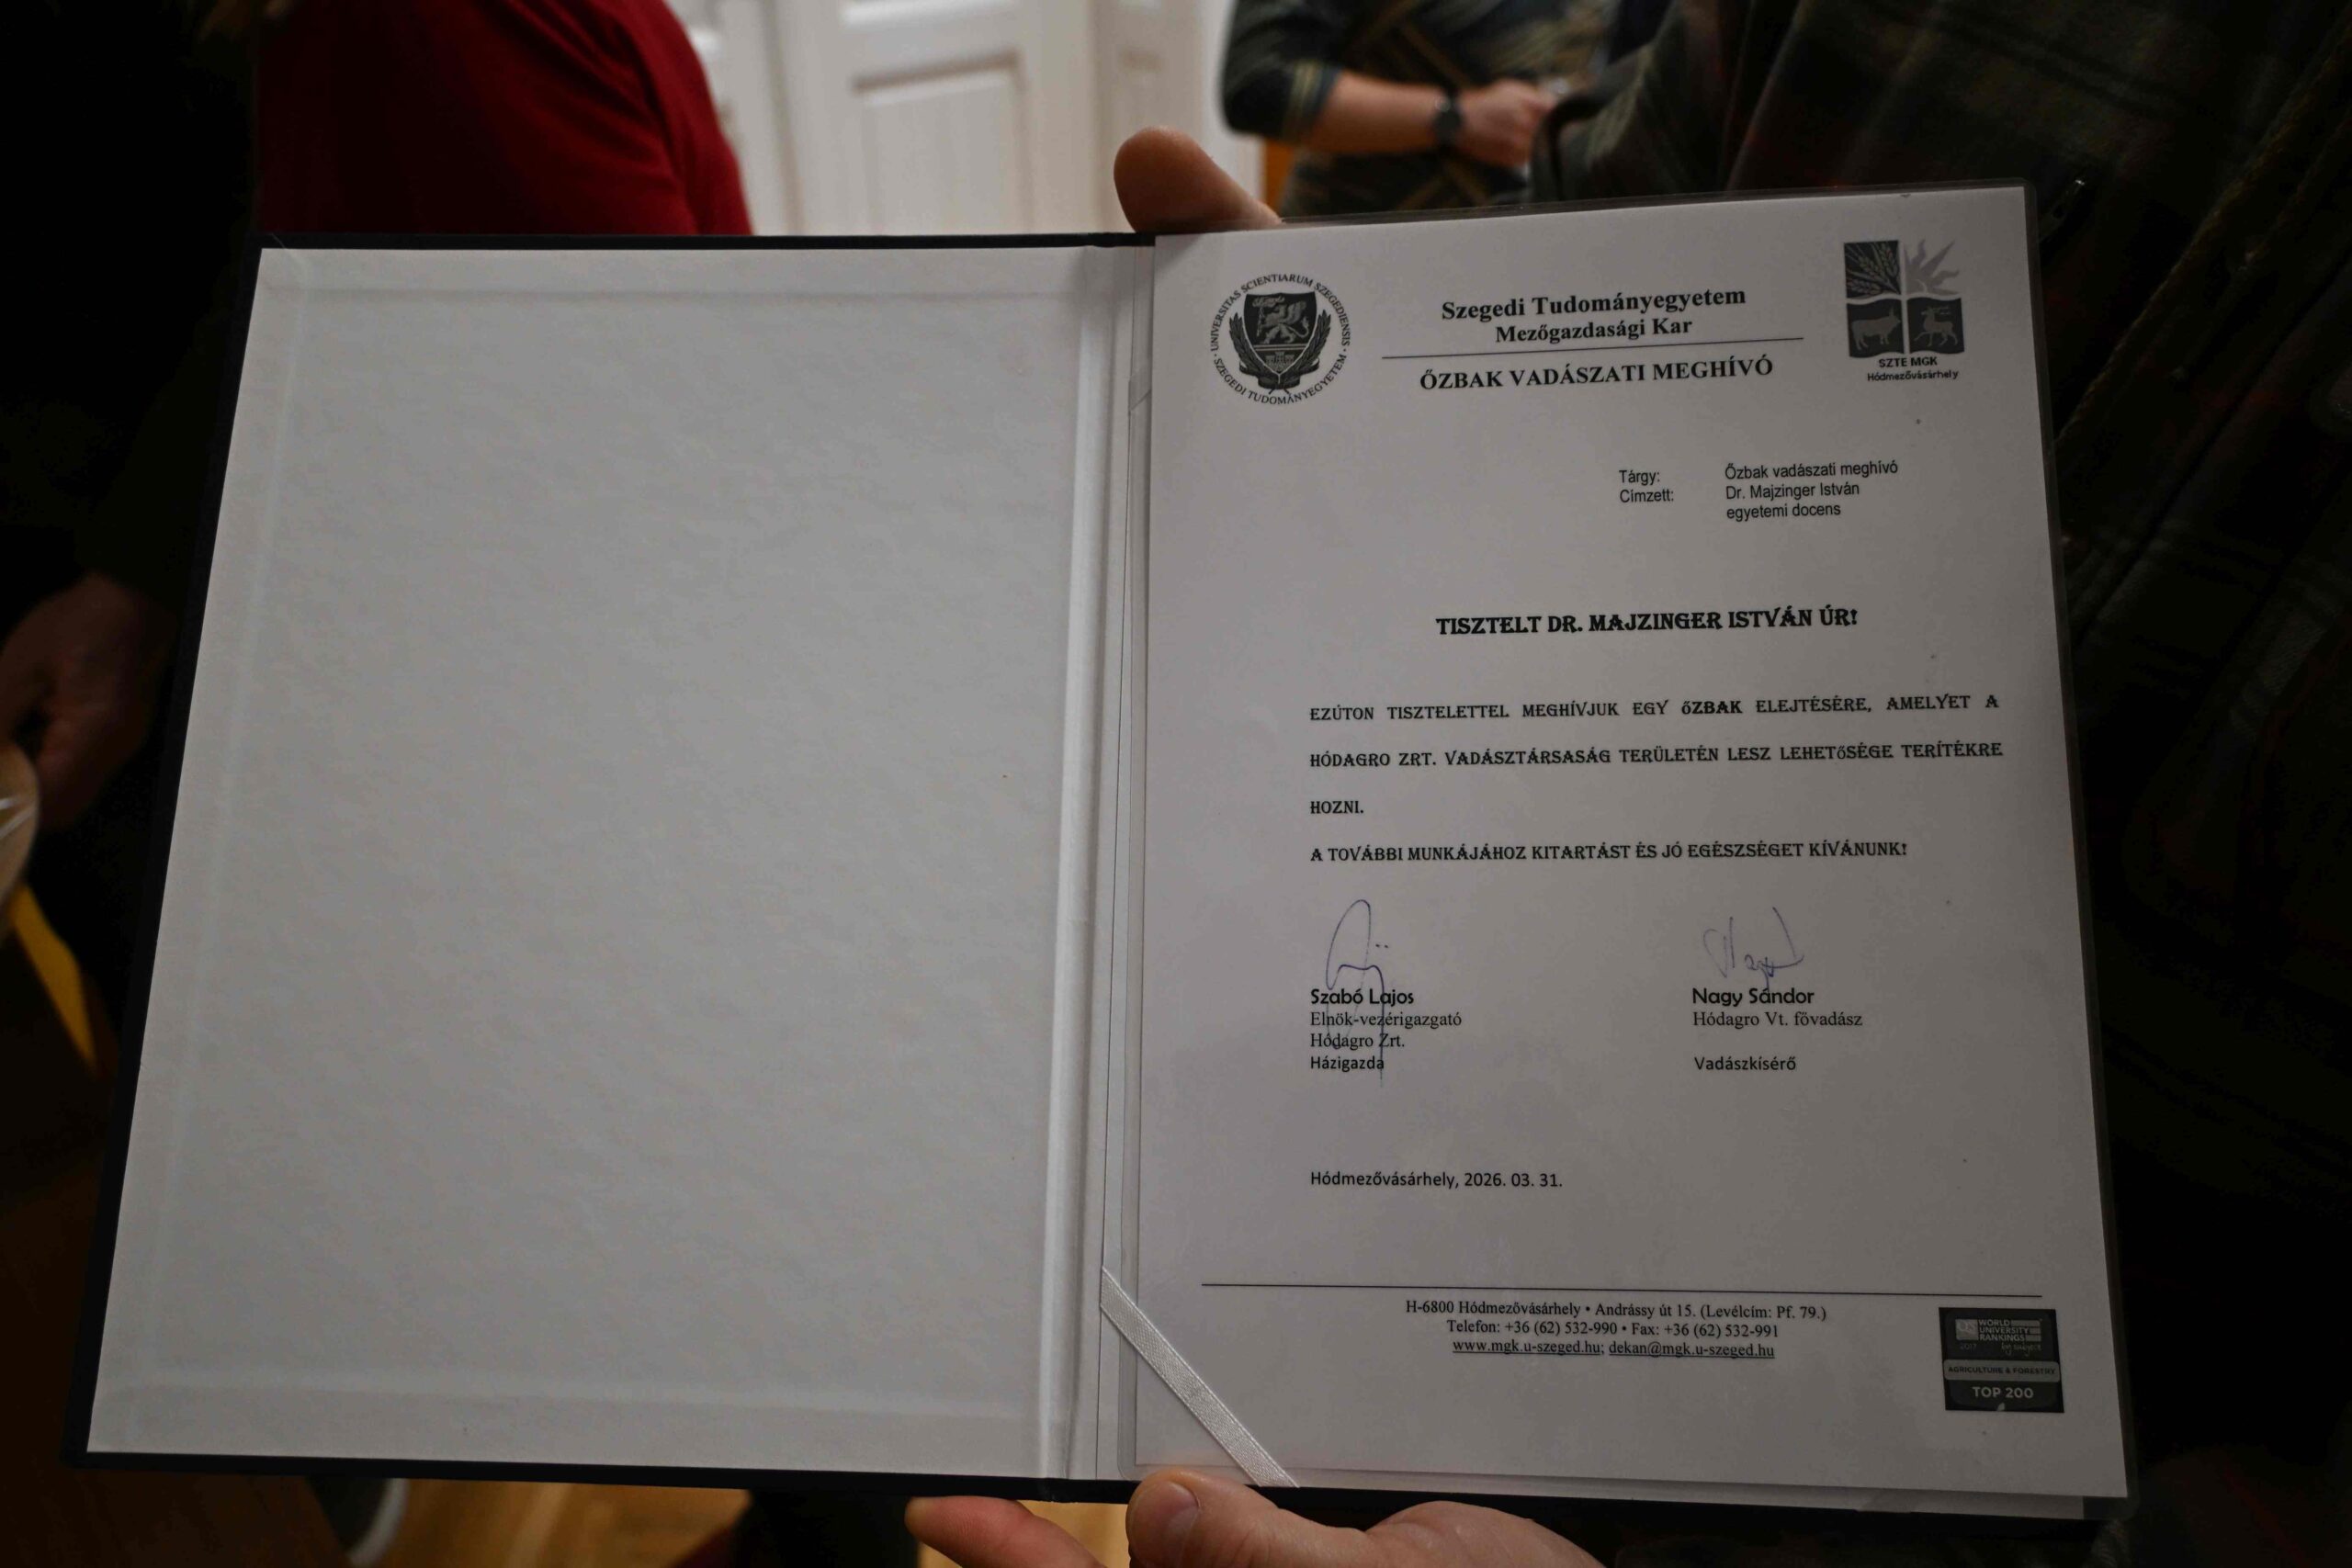 UNIVERSITAS SCIENTIARUM SZEGEDIENSIS
SZEGEDI TUDOMÁNYEGYETEM
Szegedi Tudományegyetem
Mezőgazdasági Kar
ŐZBAK VADÁSZATI MEGHÍVÓ
SZTE MGK
Hódmezővásárhely
Tárgy: Őzbak vadászati meghívó
Címzett: Dr. Majzinger István
egyetemi docens
TISZTELT DR. MAJZINGER ISTVÁN ÚR!
EZÚTON TISZTELETTEL MEGHÍVJUK EGY ŐZBAK ELEJTÉSÉRE, AMELYET A
HÓDAGRO ZRT. VADÁSZTÁRSASÁG TERÜLETÉN LESZ LEHETŐSÉGE TERÍTÉKRE
HOZNI.
A TOVÁBBI MUNKÁJÁHOZ KITARTÁST ÉS JÓ EGÉSZSÉGET KÍVÁNUNK!
Szabó Lajos
Elnök-vezérigazgató
Hódagro Zrt.
Házigazda
Nagy Sándor
Hódagro Vt. fővadász
Vadászkísérő
Hódmezővásárhely, 2026. 03. 31.
H-6800 Hódmezővásárhely • Andrássy út 15. (Levélcím: Pf. 79.)
Telefon: +36 (62) 532-990 • Fax: +36 (62) 532-991
www.mgk.u-szeged.hu; dekan@mgk.u-szeged.hu
WORLD
UNIVERSITY
RANKINGS
2017 by subject
AGRICULTURE & FORESTRY
TOP 200